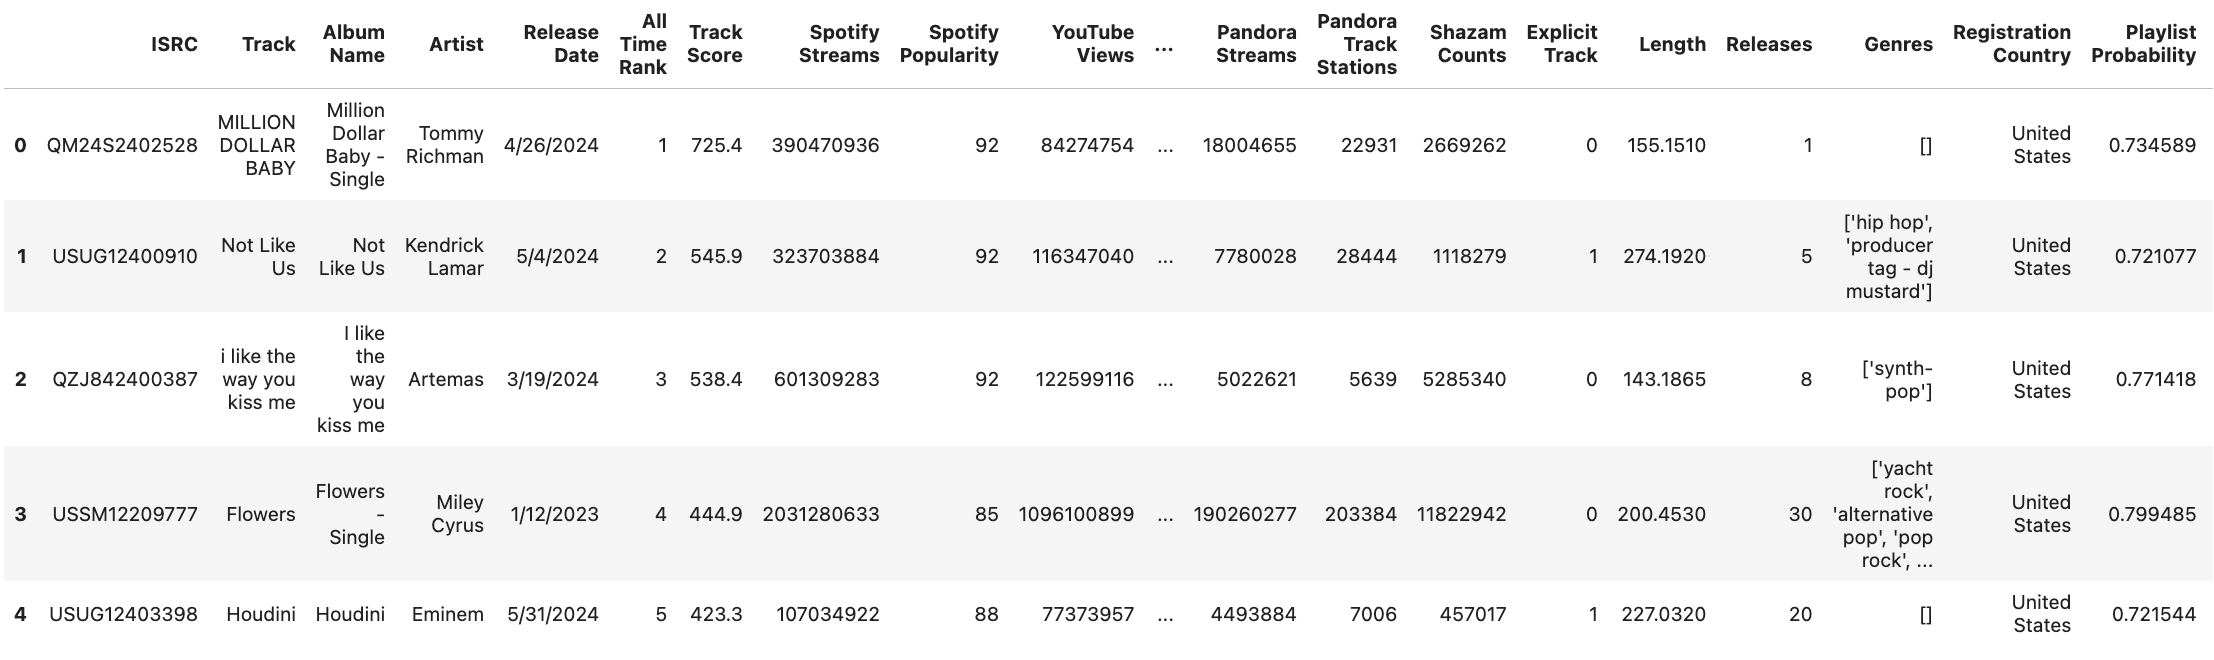 ISRC Track Album Name Artist Release Date All Time Rank Track Score Spotify Streams Spotify Popularity YouTube Views ... Pandora Streams Pandora Track Stations Shazam Counts Explicit Track Length Releases Genres Registration Country Playlist Probability
0 QM24S2402528 MILLION DOLLAR BABY Million Dollar Baby - Single Tommy Richman 4/26/2024 1 725.4 390470936 92 84274754 ... 18004655 22931 2669262 0 155.1510 1 [] United States 0.734589
1 USUG12400910 Not Like Us Not Like Us Kendrick Lamar 5/4/2024 2 545.9 323703884 92 116347040 ... 7780028 28444 1118279 1 274.1920 5 ['hip hop', 'producer tag - dj mustard'] United States 0.721077
2 QZJ842400387 i like the way you kiss me I like the way you kiss me Artemas 3/19/2024 3 538.4 601309283 92 122599116 ... 5022621 5639 5285340 0 143.1865 8 ['synth-pop'] United States 0.771418
3 USSM12209777 Flowers Flowers - Single Miley Cyrus 1/12/2023 4 444.9 2031280633 85 1096100899 ... 190260277 203384 11822942 0 200.4530 30 ['yacht rock', 'alternative pop', 'pop rock', ... United States 0.799485
4 USUG12403398 Houdini Houdini Eminem 5/31/2024 5 423.3 107034922 88 77373957 ... 4493884 7006 457017 1 227.0320 20 [] United States 0.721544